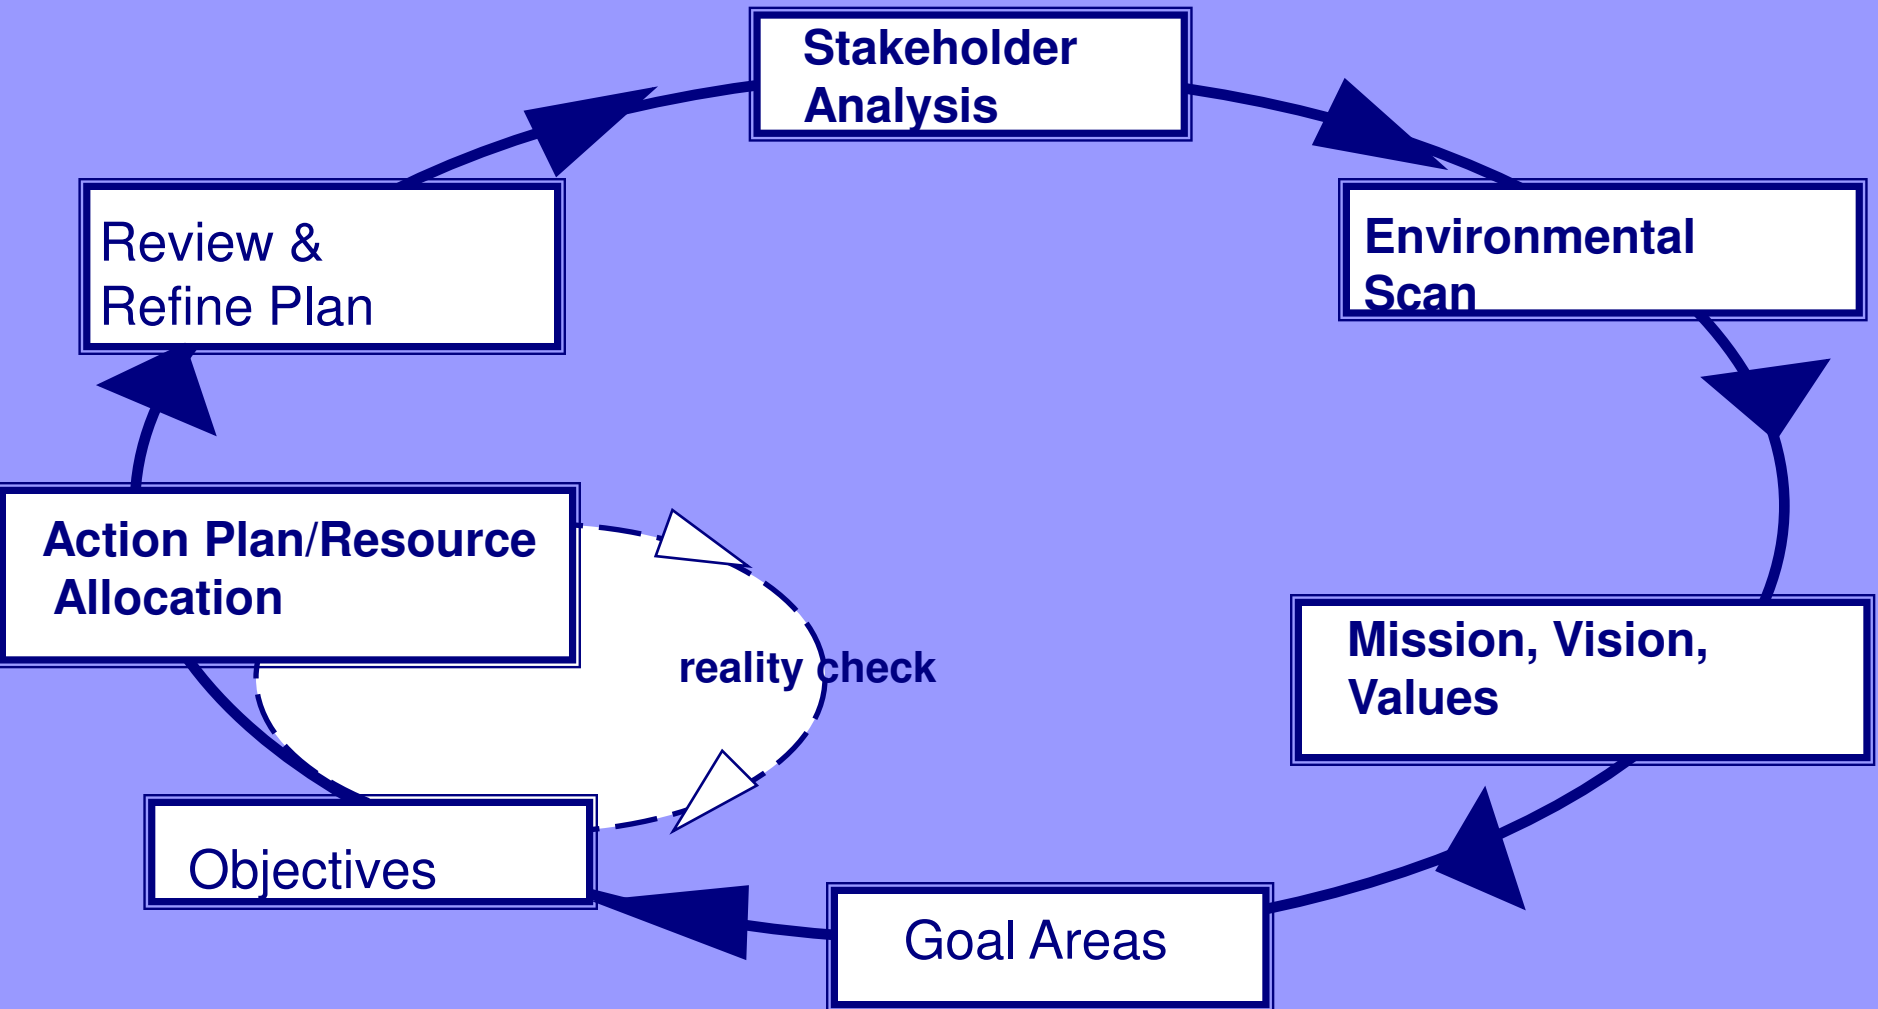 Stakeholder
Analysis
Review &
Refine Plan
Environmental
Scan
Action Plan/Resource
Allocation
reality check
Mission, Vision,
Values
Objectives
Goal Areas